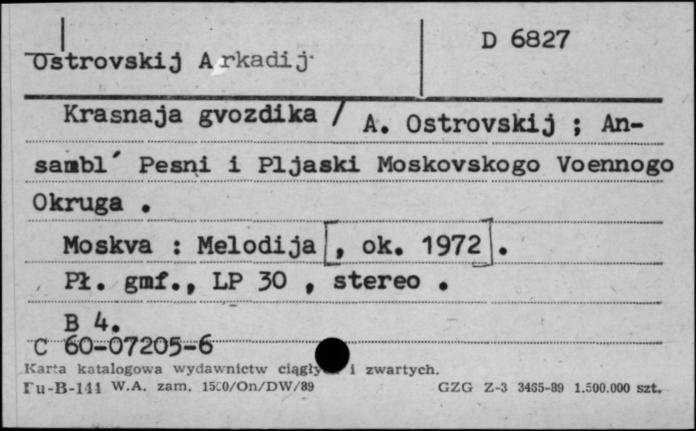 Ostrovskij Arkadij
D 6827
Krasnaja gvozdika / A. Ostrovskij ; An-
sambl´ Pesni i Pljaski Moskovskogo Voennogo
Okruga .
Moskva : Melodija [, ok. 1972].
Pł. gmf., LP 30 , stereo .
B 4.
C 60-07205-6
Karta katalogowa wydawnictw i zwartych.
Pu-B-141 W.A. zam. 1500/On/DW/89 GZG Z-3 3465-89 1.500.000 szt.